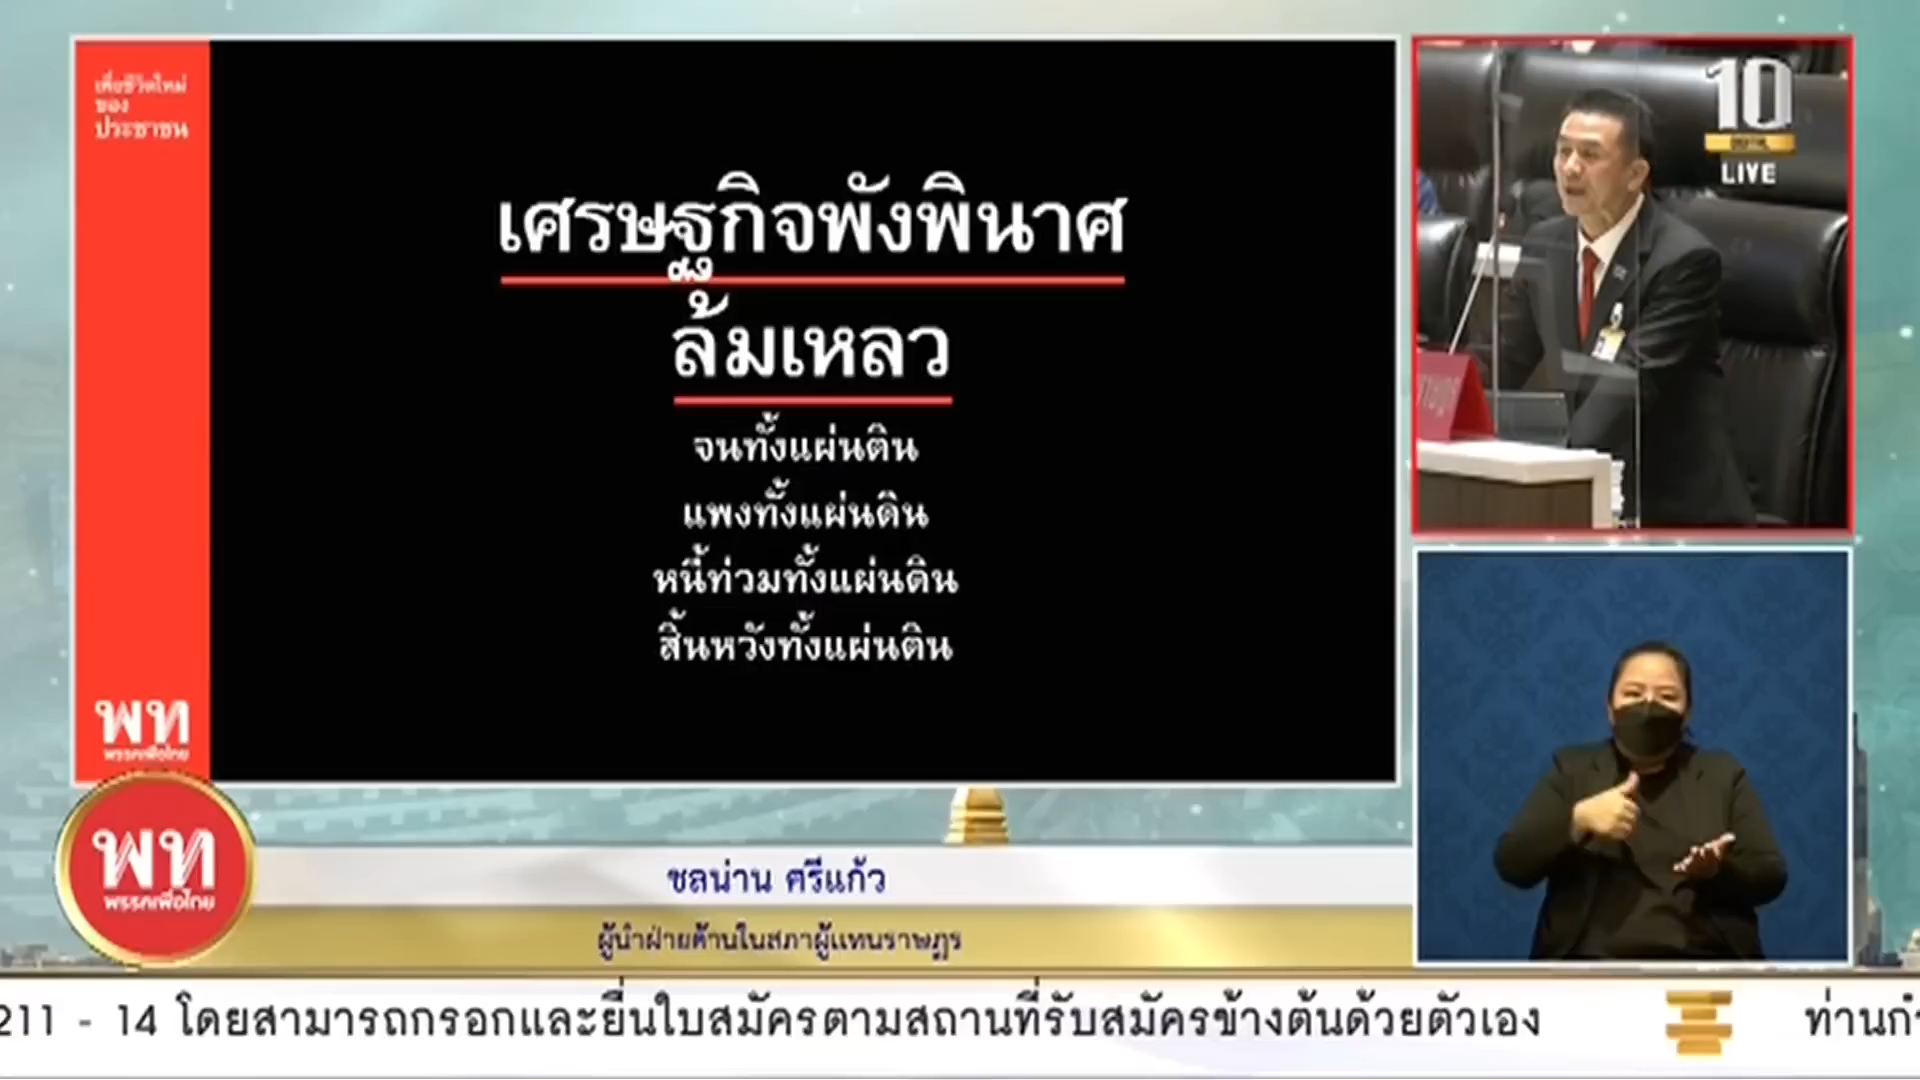 เพื่อชีวิตใหม่
ของ
ประชาชน
เศรษฐกิจพังพินาศ
ล้มเหลว
จนทั้งแผ่นดิน
แพงทั้งแผ่นดิน
หนี้ท่วมทั้งแผ่นดิน
สิ้นหวังทั้งแผ่นดิน
พท
พรรคเพื่อไทย
10
LIVE
พท
พรรคเพื่อไทย
ชลน่าน ศรีแก้ว
ผู้นำฝ่ายค้านในสภาผู้แทนราษฎร
211 - 14 โดยสามารถกรอกและยื่นใบสมัครตามสถานที่รับสมัครข้างต้นด้วยตัวเอง